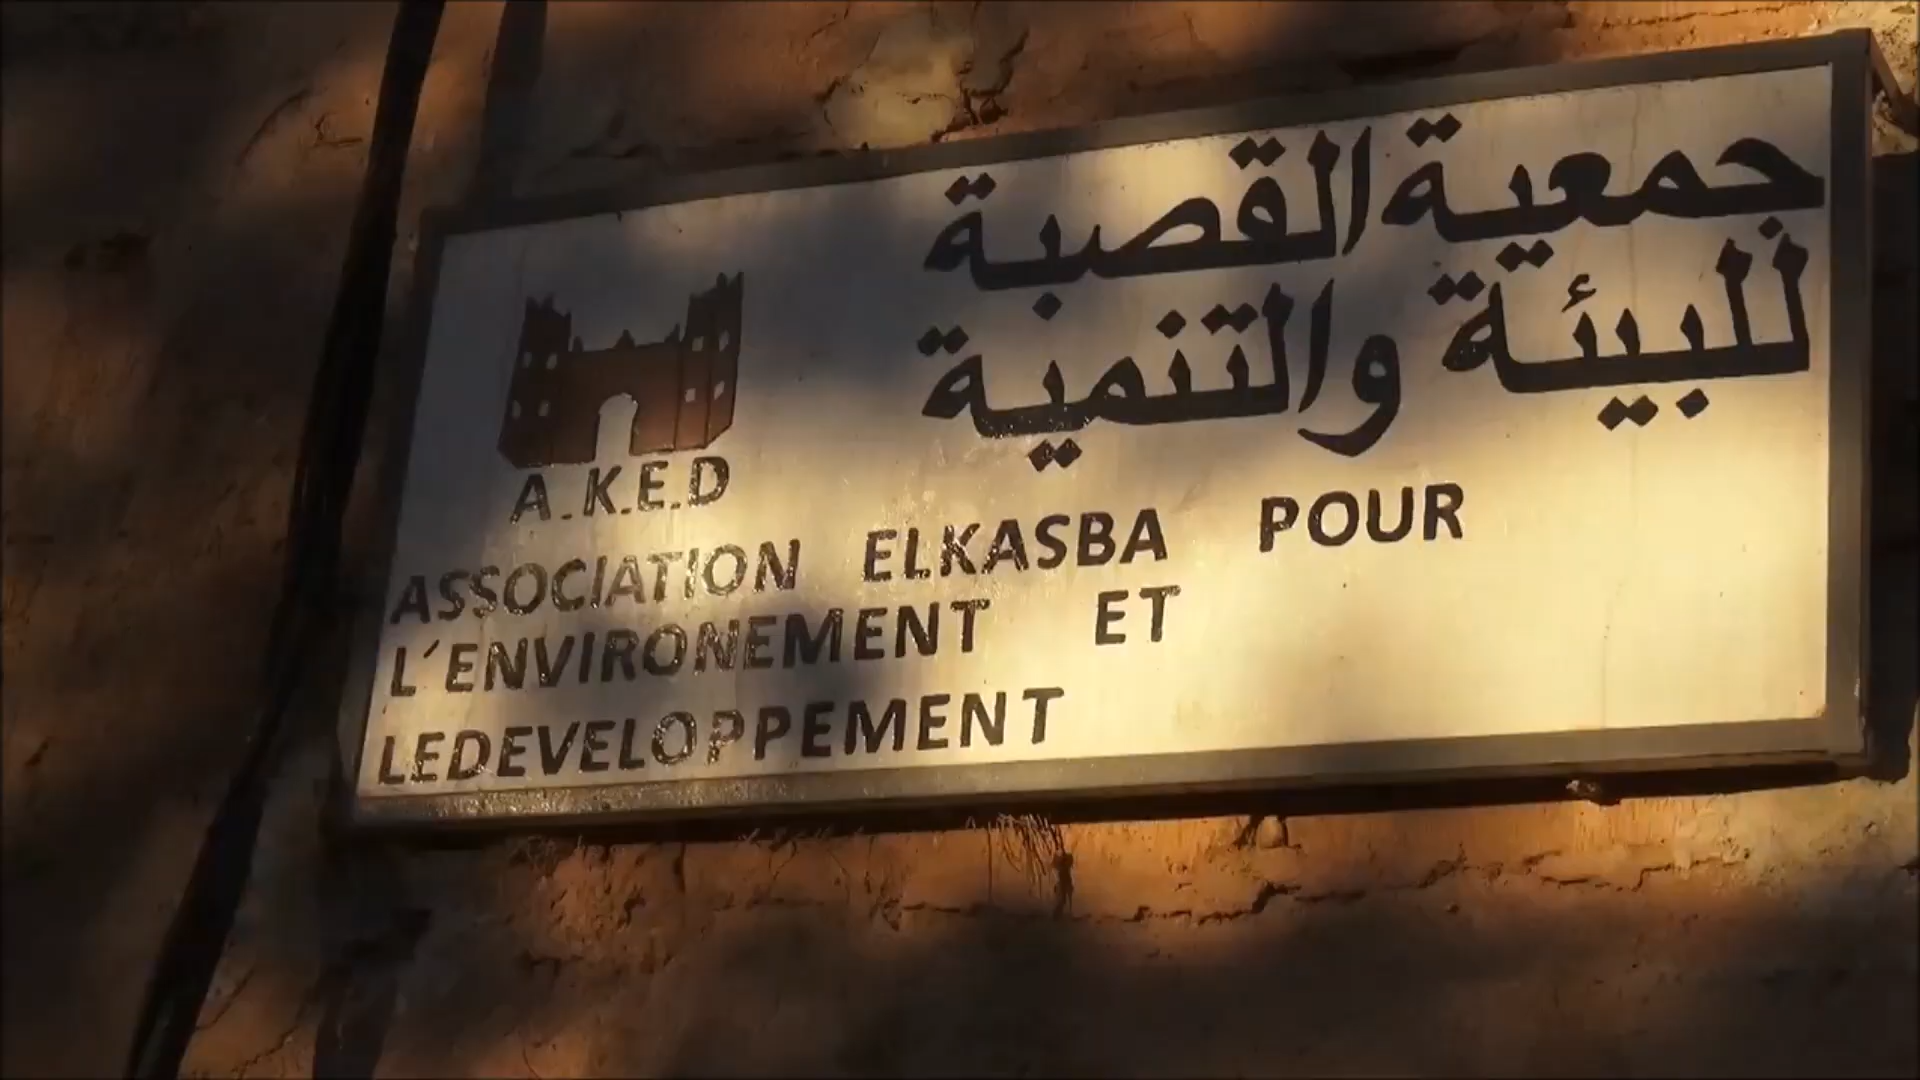 جمعية القصبة
للبيئة والتنمية
A.K.E.D
ASSOCIATION ELKASBA POUR
L´ENVIRONEMENT ET
LEDEVELOPPEMENT